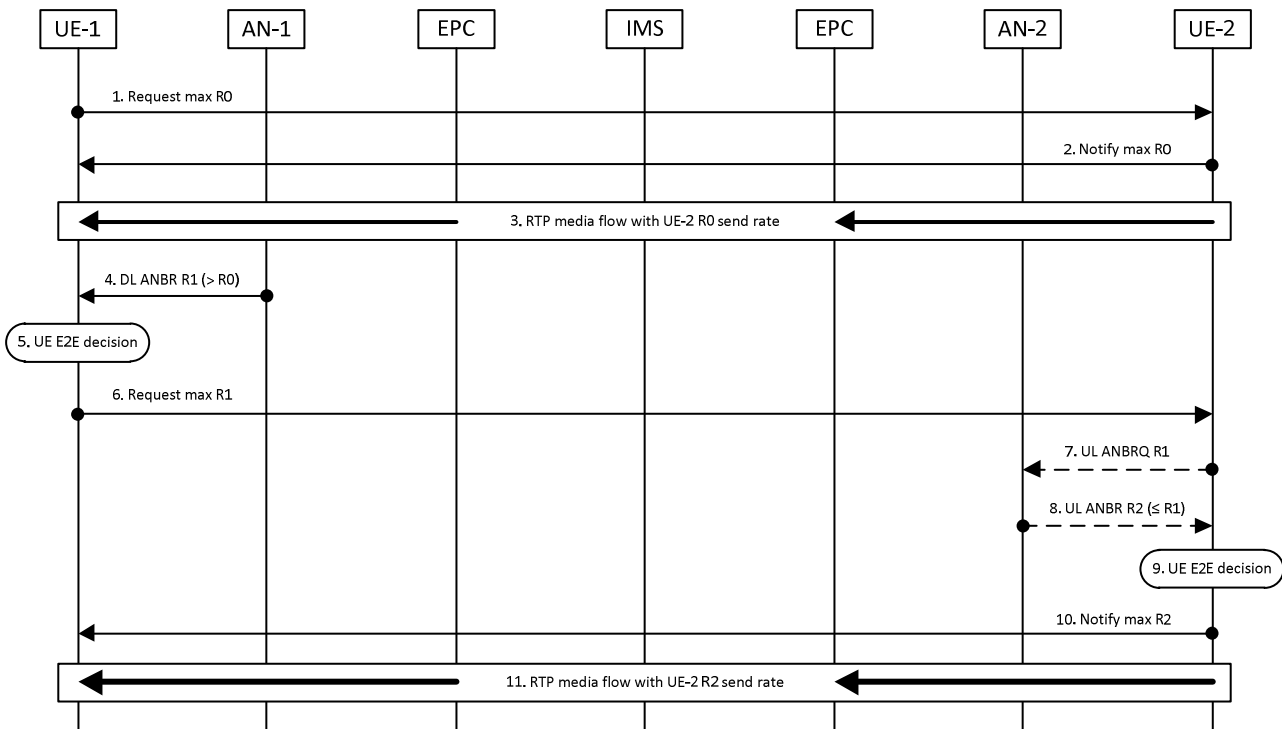 UE-1
AN-1
EPC
IMS
EPC
AN-2
UE-2
1. Request max R0
2. Notify max R0
3. RTP media flow with UE-2 R0 send rate
4. DL ANBR R1 (> R0)
5. UE E2E decision
6. Request max R1
7. UL ANBRQ R1
8. UL ANBR R2 (≤ R1)
9. UE E2E decision
10. Notify max R2
11. RTP media flow with UE-2 R2 send rate